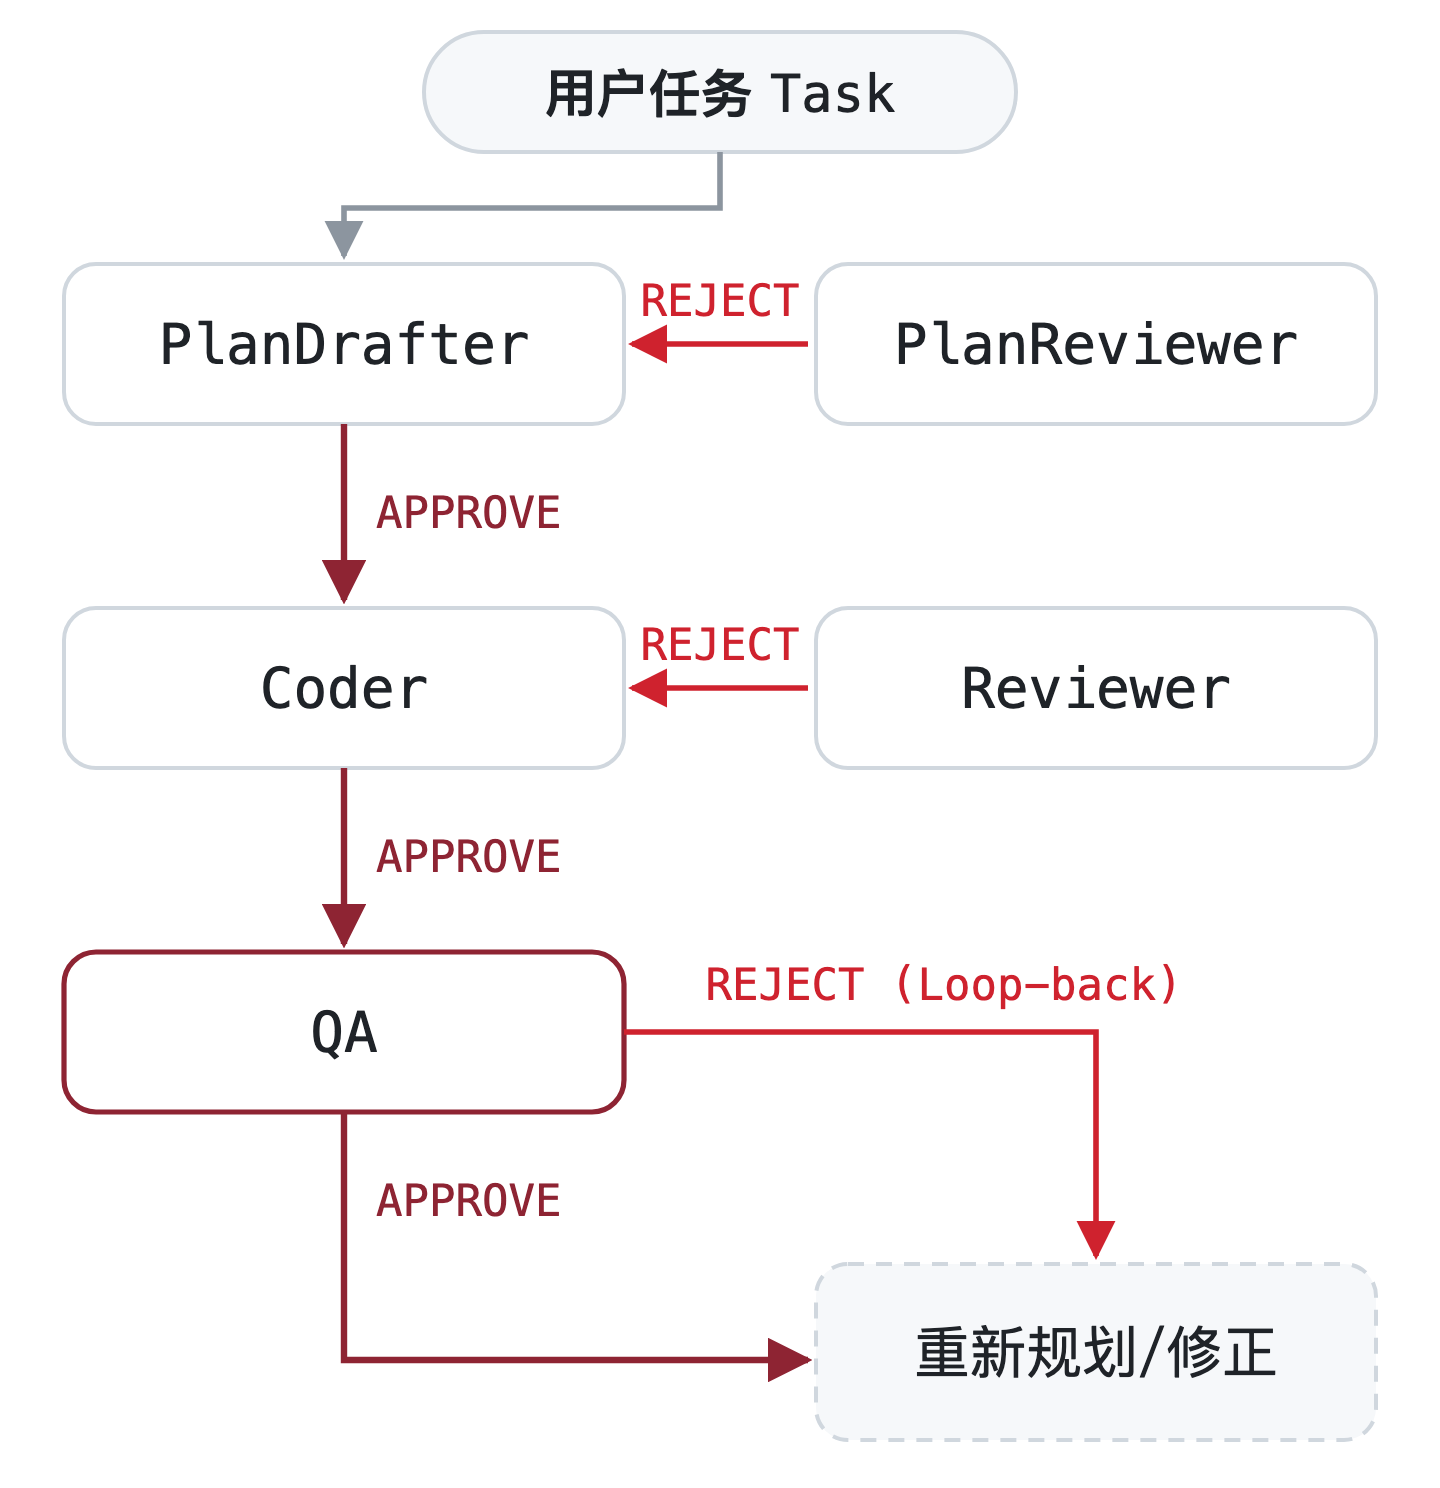 用户任务 Task
REJECT
PlanDrafter
PlanReviewer
APPROVE
REJECT
Coder
Reviewer
APPROVE
REJECT (Loop-back)
QA
APPROVE
重新规划/修正